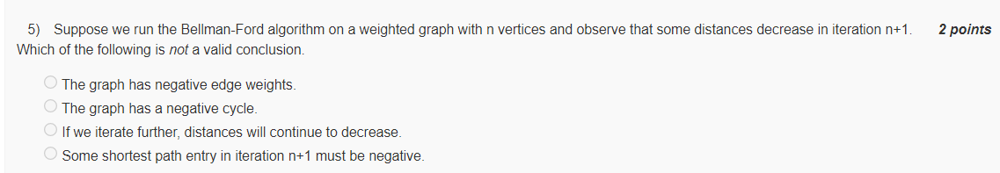 5) Suppose we run the Bellman-Ford algorithm on a weighted graph with n vertices and observe that some distances decrease in iteration n+1. 2 points
Which of the following is not a valid conclusion.
The graph has negative edge weights.
The graph has a negative cycle.
If we iterate further, distances will continue to decrease.
Some shortest path entry in iteration n+1 must be negative.